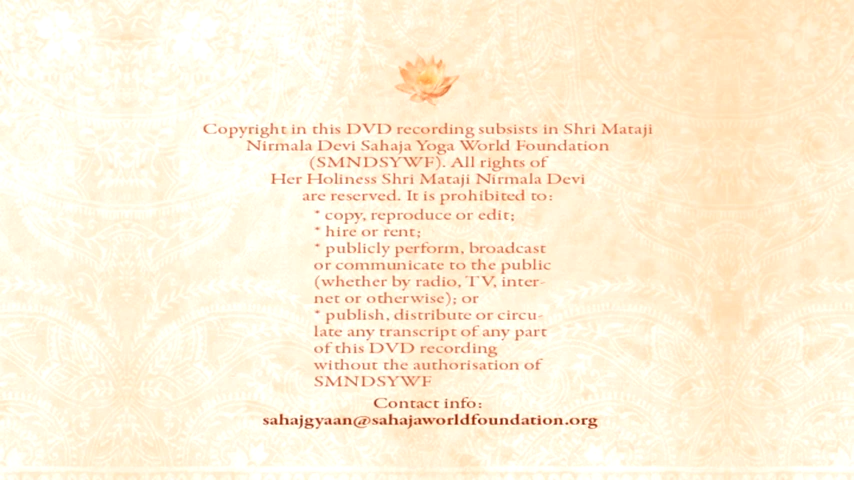 Copyright in this DVD recording subsists in Shri Mataji
Nirmala Devi Sahaja Yoga World Foundation
(SMNDSYWF). All rights of
Her Holiness Shri Mataji Nirmala Devi
are reserved. It is prohibited to:
* copy, reproduce or edit;
* hire or rent;
* publicly perform, broadcast
or communicate to the public
(whether by radio, TV, inter-
net or otherwise); or
* publish, distribute or circu-
late any transcript of any part
of this DVD recording
without the authorisation of
SMNDSYWF
Contact info:
sahajgyaan@sahajaworldfoundation.org